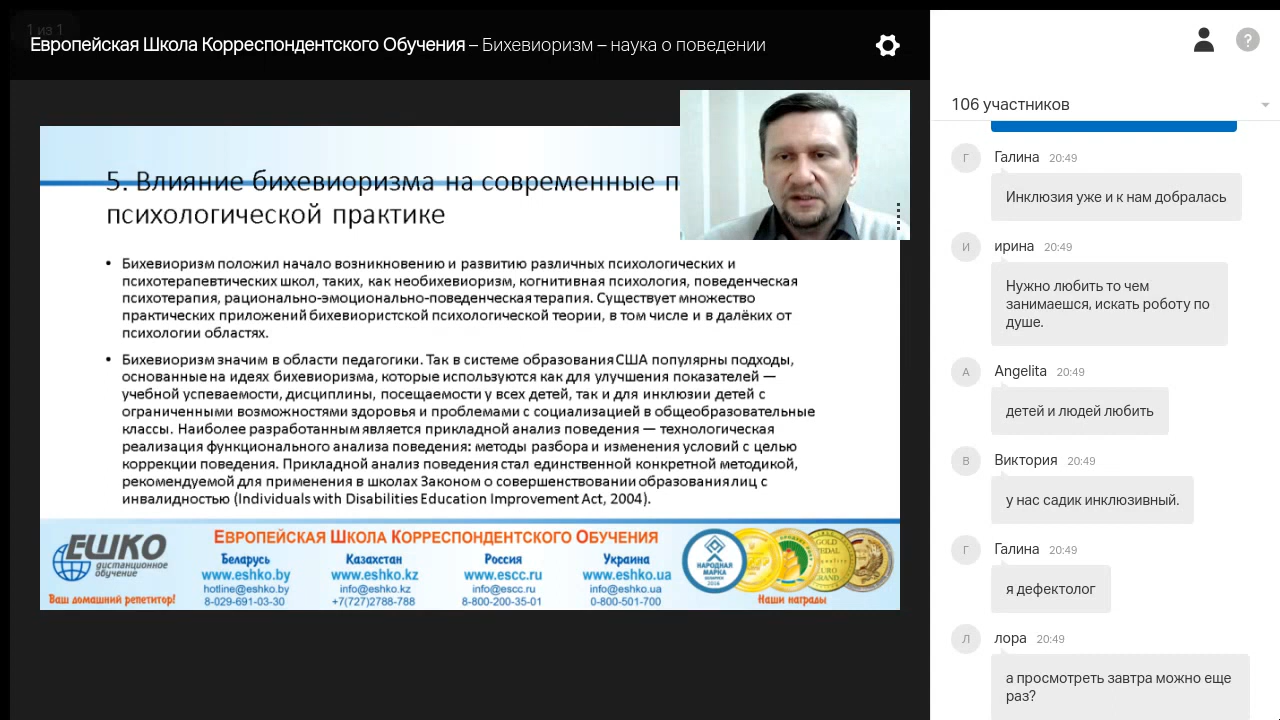 1 из 1
Европейская Школа Корреспондентского Обучения – Бихевиоризм – наука о поведении
5. Влияние бихевиоризма на современные п
психологической практике
• Бихевиоризм положил начало возникновению и развитию различных психологических и
психотерапевтических школ, таких, как необихевиоризм, когнитивная психология, поведенческая
психотерапия, рационально-эмоционально-поведенческая терапия. Существует множество
практических приложений бихевиористской психологической теории, в том числе и в далёких от
психологии областях.
• Бихевиоризм значим в области педагогики. Так в системе образования США популярны подходы,
основанные на идеях бихевиоризма, которые используются как для улучшения показателей —
учебной успеваемости, дисциплины, посещаемости у всех детей, так и для инклюзии детей с
ограниченными возможностями здоровья и проблемами с социализацией в общеобразовательные
классы. Наиболее разработанным является прикладной анализ поведения — технологическая
реализация функционального анализа поведения: методы разбора и изменения условий с целью
коррекции поведения. Прикладной анализ поведения стал единственной конкретной методикой,
рекомендуемой для применения в школах Законом о совершенствовании образования лиц с
инвалидностью (Individuals with Disabilities Education Improvement Act, 2004).
ЕШКО
дистанционное
обучение
Ваш домашний репетитор!
Европейская Школа Корреспондентского Обучения
Беларусь
www.eshko.by
hotline@eshko.by
8-029-691-03-30
Казахстан
www.eshko.kz
info@eshko.kz
+7(727)2788-788
Россия
www.escc.ru
info@escc.ru
8-800-200-35-01
Украина
www.eshko.ua
info@eshko.ua
0-800-501-700
НАРОДНАЯ
МАРКА
БЕЛАРУСЬ
2016
GOLD
MEDAL
EURO
GRAND
Наши награды
?
106 участников
Г
Галина 20:49
Инклюзия уже и к нам добралась
И
ирина 20:49
Нужно любить то чем
занимаешся, искать роботу по
душе.
A
Angelita 20:49
детей и людей любить
В
Виктория 20:49
у нас садик инклюзивный.
Г
Галина 20:49
я дефектолог
Л
лора 20:49
а просмотреть завтра можно еще
раз?